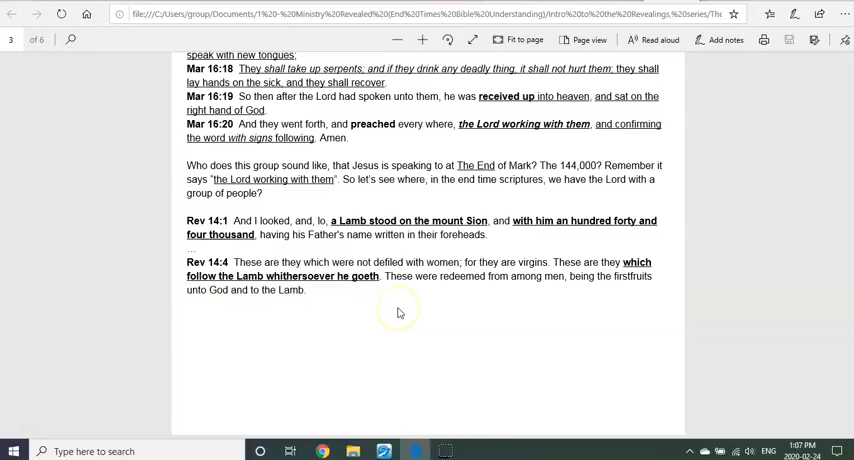 file:///C:/Users/group/Documents/1%20-%20Ministry%20Revealed%20(End%20Times%20Bible%20Understanding)/Intro%20to%20the%20Revealings,%20series/The
3 of 6
Fit to page
Page view
Read aloud
Add notes
speak with new tongues;
Mar 16:18 They shall take up serpents; and if they drink any deadly thing, it shall not hurt them; they shall
lay hands on the sick, and they shall recover.
Mar 16:19 So then after the Lord had spoken unto them, he was received up into heaven, and sat on the
right hand of God.
Mar 16:20 And they went forth, and preached every where, the Lord working with them, and confirming
the word with signs following. Amen.
Who does this group sound like, that Jesus is speaking to at The End of Mark? The 144,000? Remember it
says "the Lord working with them". So let's see where, in the end time scriptures, we have the Lord with a
group of people?
Rev 14:1 And I looked, and, lo, a Lamb stood on the mount Sion, and with him an hundred forty and
four thousand, having his Father's name written in their foreheads.
...
Rev 14:4 These are they which were not defiled with women; for they are virgins. These are they which
follow the Lamb whithersoever he goeth. These were redeemed from among men, being the firstfruits
unto God and to the Lamb.
Type here to search
ENG
1:07 PM
2020-02-24